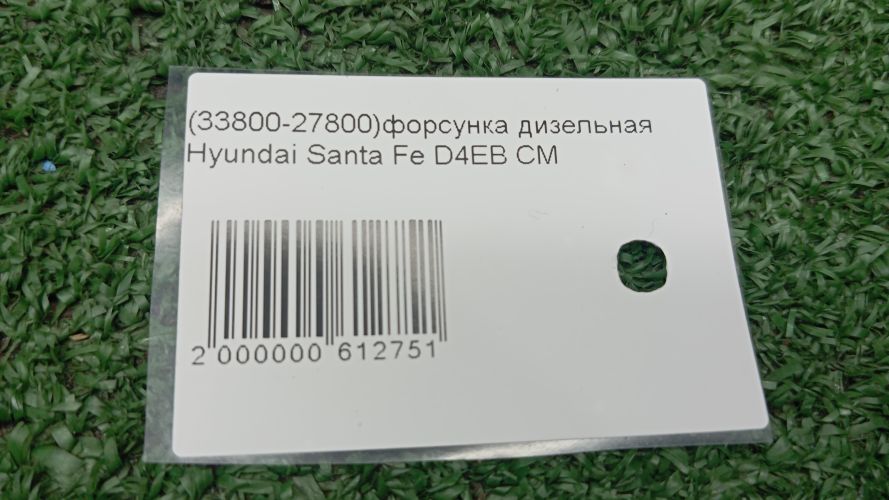 (33800-27800)форсунка дизельная
Hyundai Santa Fe D4EB CM
2 000000 612751